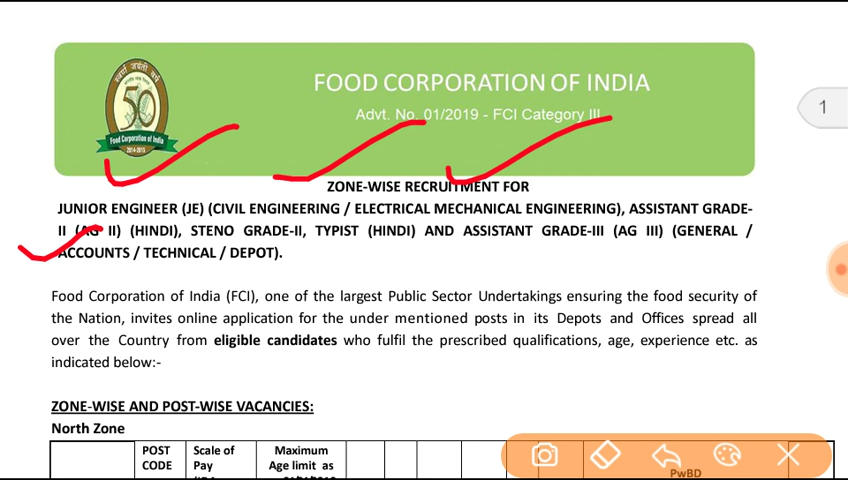 स्वर्ण जयंती वर्ष
50
Food Corporation of India
2014-2015
FOOD CORPORATION OF INDIA
Advt. No. 01/2019 - FCI Category III
1
ZONE-WISE RECRUITMENT FOR
JUNIOR ENGINEER (JE) (CIVIL ENGINEERING / ELECTRICAL MECHANICAL ENGINEERING), ASSISTANT GRADE-
II (AG II) (HINDI), STENO GRADE-II, TYPIST (HINDI) AND ASSISTANT GRADE-III (AG III) (GENERAL /
ACCOUNTS / TECHNICAL / DEPOT).
Food Corporation of India (FCI), one of the largest Public Sector Undertakings ensuring the food security of
the Nation, invites online application for the under mentioned posts in its Depots and Offices spread all
over the Country from eligible candidates who fulfil the prescribed qualifications, age, experience etc. as
indicated below:-
ZONE-WISE AND POST-WISE VACANCIES:
North Zone
POST CODE
Scale of Pay
Maximum Age limit as
PwBD